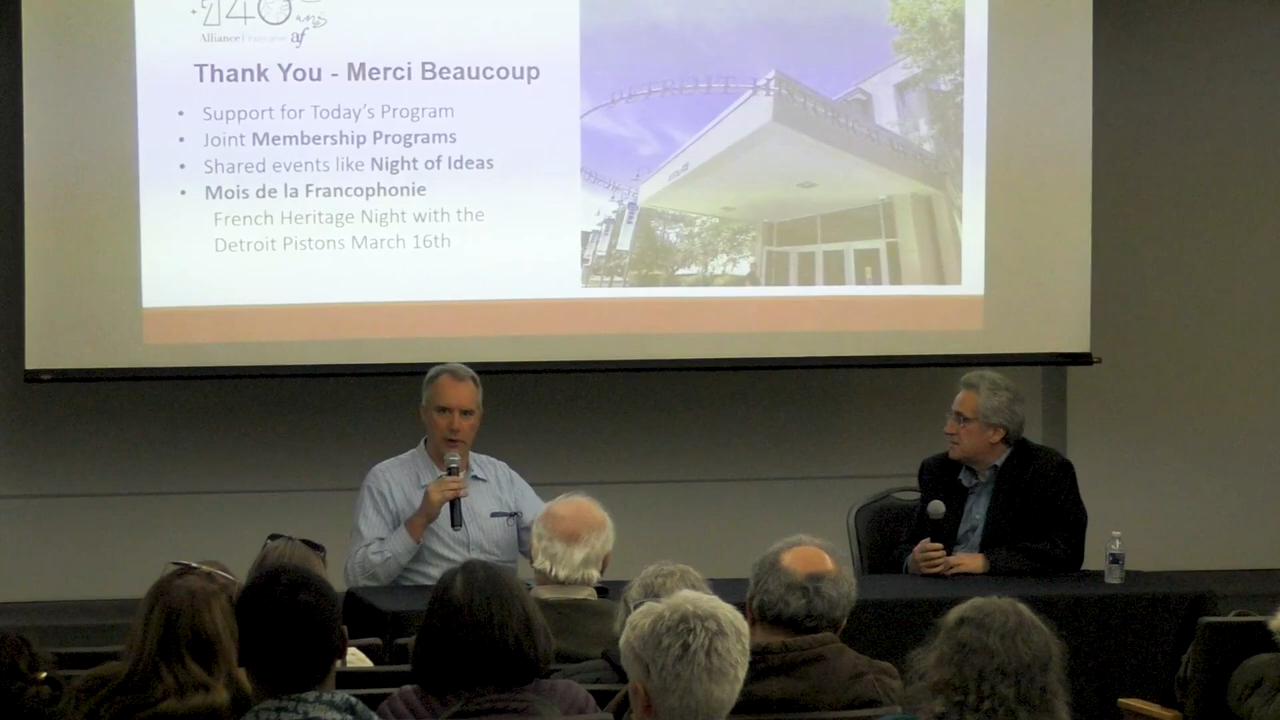 140
ans
Alliance Française af
Thank You - Merci Beaucoup
• Support for Today's Program
• Joint Membership Programs
• Shared events like Night of Ideas
• Mois de la Francophonie
French Heritage Night with the
Detroit Pistons March 16th
DETROIT